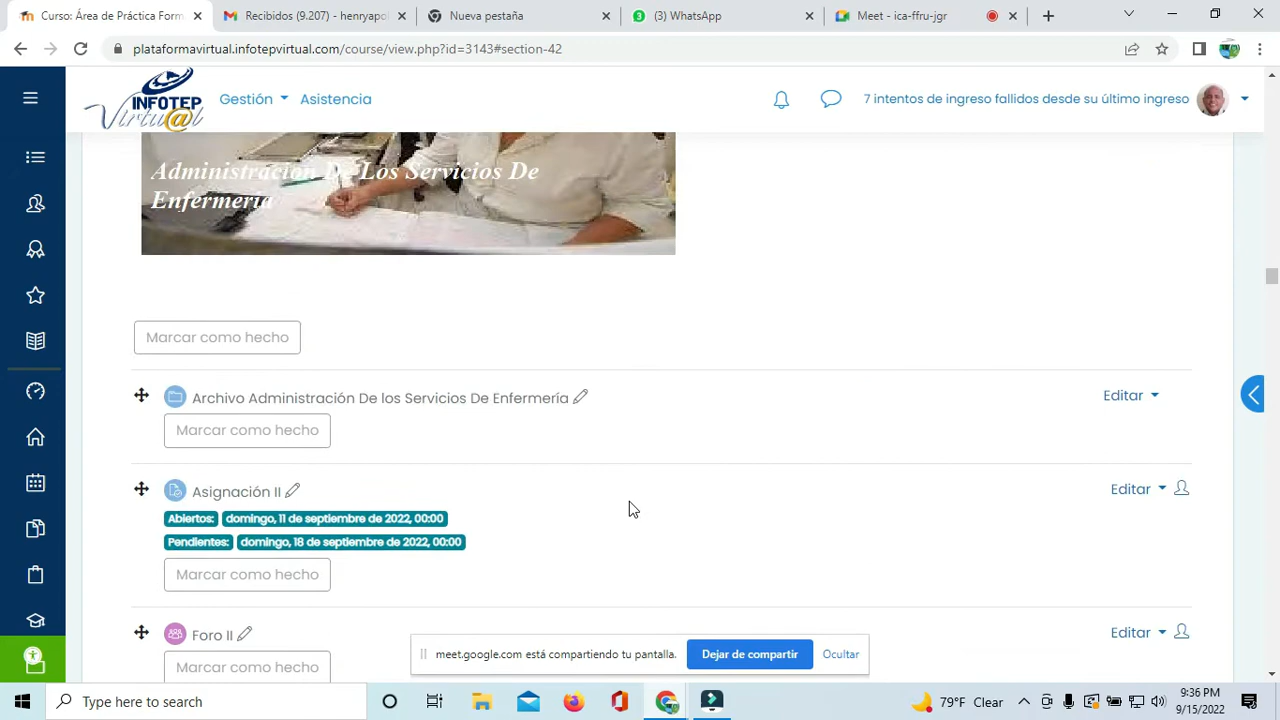 Curso: Área de Práctica Form
Recibidos (9.207) - henryapol
Nueva pestaña
(3) WhatsApp
Meet - ica-ffru-jgr
plataformavirtual.infotepvirtual.com/course/view.php?id=3143#section-42
INFOTEP
Virtu@l
Gestión
Asistencia
7 intentos de ingreso fallidos desde su último ingreso
Administración De Los Servicios De
Enfermería
Marcar como hecho
Archivo Administración De los Servicios De Enfermería
Editar
Marcar como hecho
Asignación II
Editar
Abiertos: domingo, 11 de septiembre de 2022, 00:00
Pendientes: domingo, 18 de septiembre de 2022, 00:00
Marcar como hecho
Foro II
Editar
Marcar como hecho
meet.google.com está compartiendo tu pantalla.
Dejar de compartir
Ocultar
Type here to search
79°F Clear
9:36 PM
9/15/2022